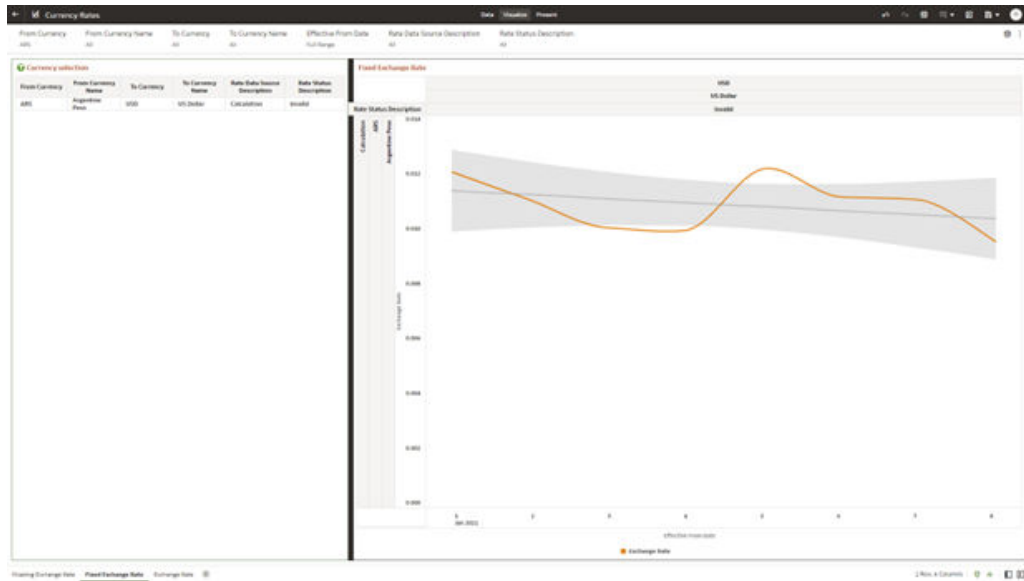 Currency Rates
Data Visualize Present
From Currency From Currency Name To Currency To Currency Name Effective From Date Rate Data Source Description Rate Status Description
ARS All All All Full Range All All
Currency selection
From Currency From Currency Name To Currency To Currency Name Rate Data Source Description Rate Status Description
ARS Argentine Peso USD US Dollar Calculation Invalid
Fixed Exchange Rate
USD
US Dollar
Rate Status Description Invalid
Calculation
ARS
Argentine Peso
0.014
0.012
0.010
0.008
0.006
0.004
0.002
0.000
Exchange Rate
1 2 3 4 5 6 7 8
Effective From Date
Exchange Rate
Floating Exchange Rate Fixed Exchange Rate Exchange Rate